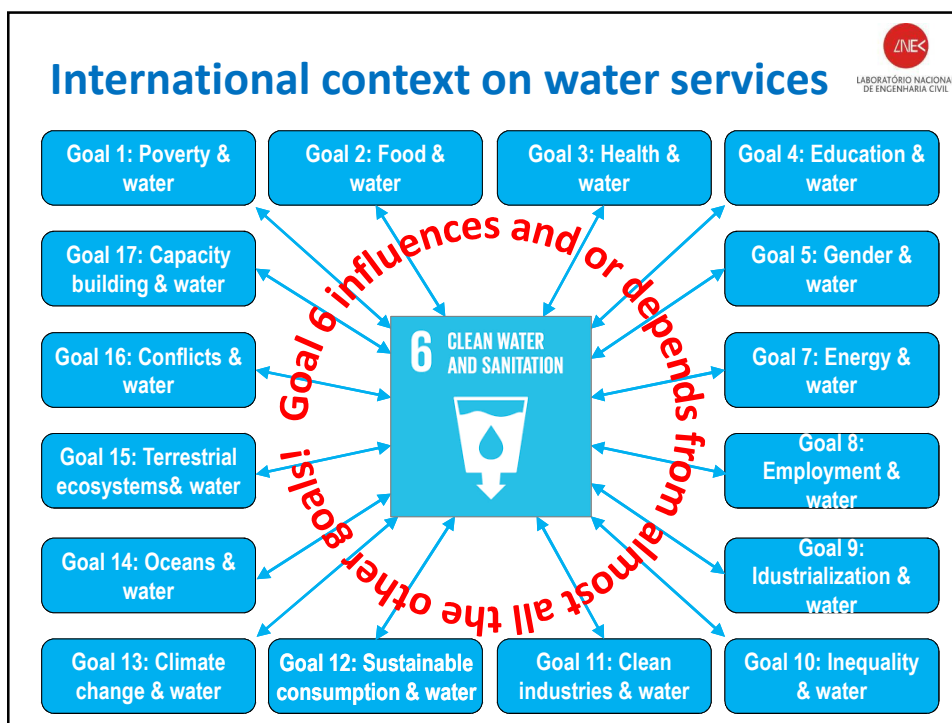 International context on water services
LNEC
LABORATÓRIO NACIONAL
DE ENGENHARIA CIVIL
Goal 1: Poverty &
water
Goal 2: Food &
water
Goal 3: Health &
water
Goal 4: Education &
water
Goal 17: Capacity
building & water
Goal 5: Gender &
water
Goal 16: Conflicts &
water
Goal 7: Energy &
water
Goal 15: Terrestrial
ecosystems& water
Goal 8:
Employment &
water
Goal 14: Oceans &
water
Goal 9:
Idustrialization &
water
Goal 13: Climate
change & water
Goal 12: Sustainable
consumption & water
Goal 11: Clean
industries & water
Goal 10: Inequality
& water
Goal 6 influences and or depends from almost all the other goals!
6 CLEAN WATER
AND SANITATION